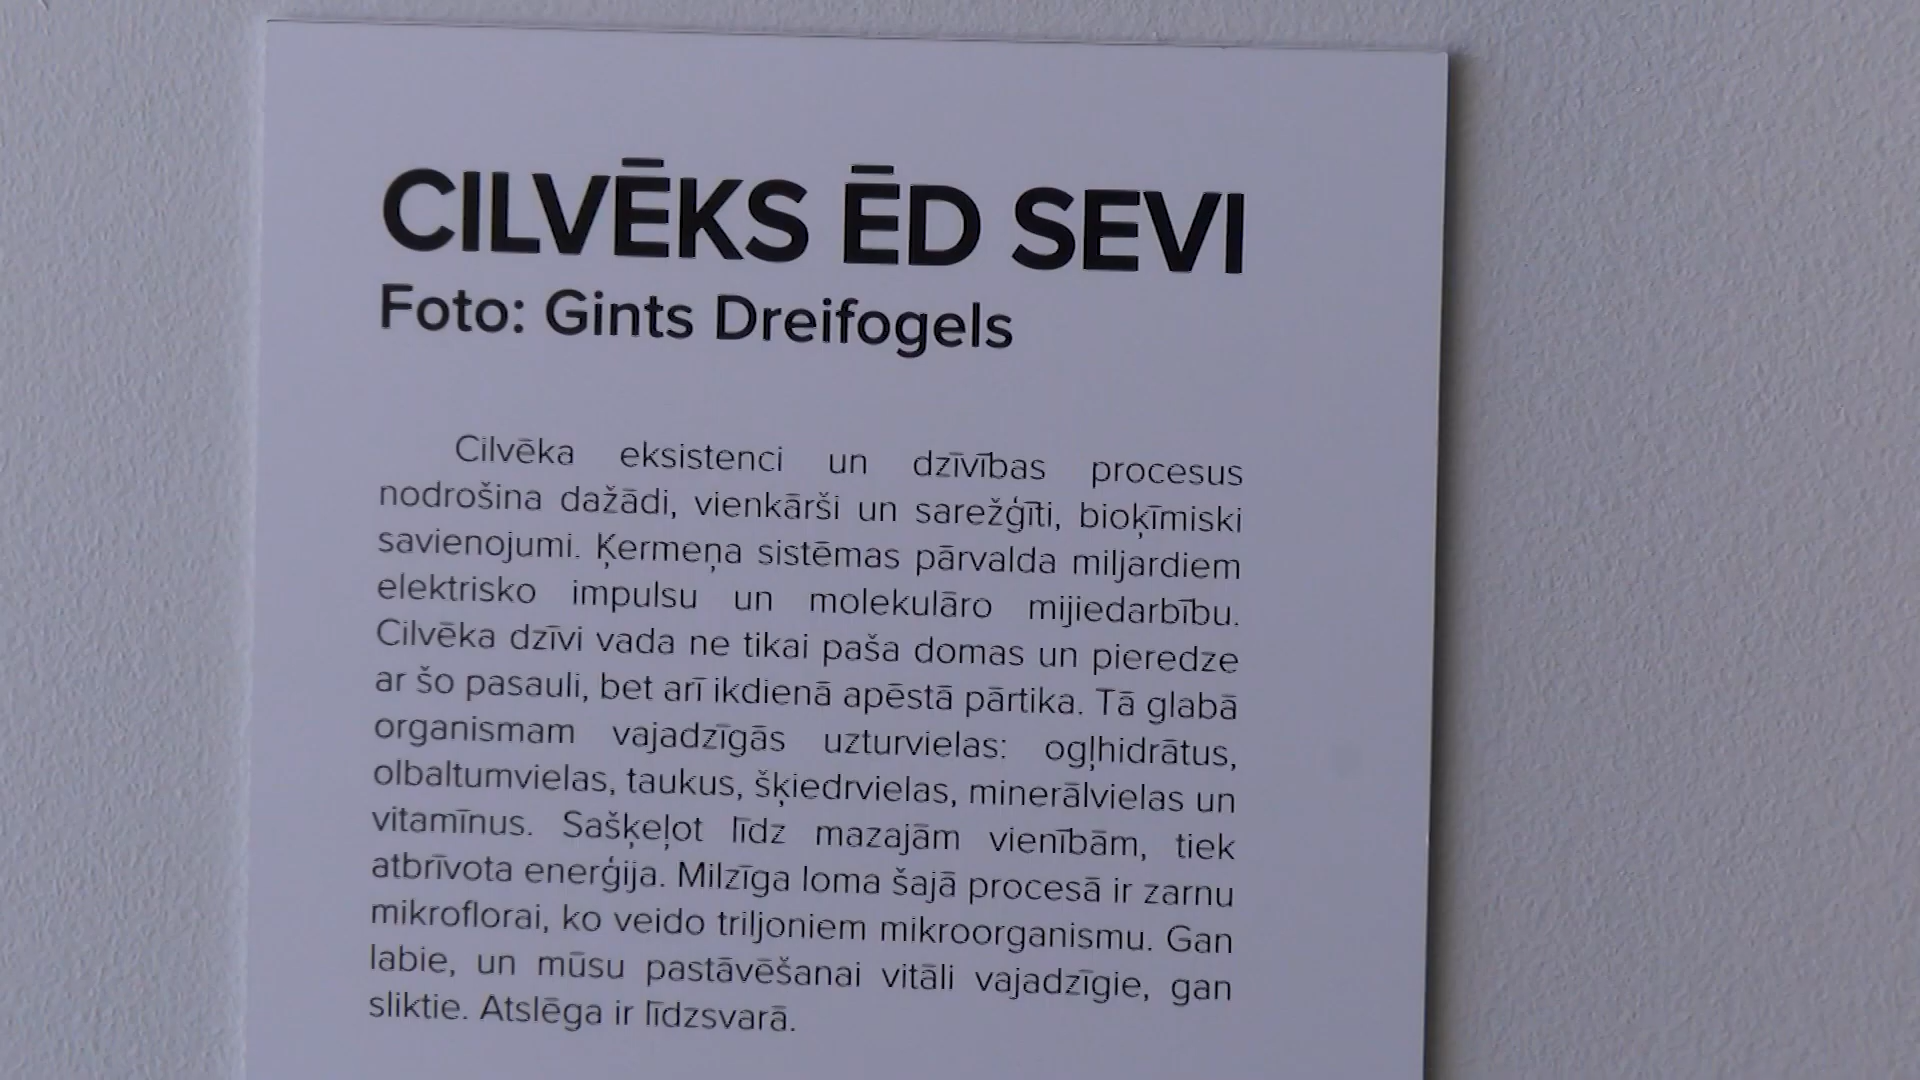 CILVĒKS ĒD SEVI
Foto: Gints Dreifogels
Cilvēka eksistenci un dzīvības procesus
nodrošina dažādi, vienkārši un sarežģīti, bioķīmiski
savienojumi. Ķermeņa sistēmas pārvalda miljardiem
elektrisko impulsu un molekulāro mijiedarbību.
Cilvēka dzīvi vada ne tikai paša domas un pieredze
ar šo pasauli, bet arī ikdienā apēstā pārtika. Tā glabā
organismam vajadzīgās uzturvielas: ogļhidrātus,
olbaltumvielas, taukus, šķiedrvielas, minerālvielas un
vitamīnus. Sašķeļot līdz mazajām vienībām, tiek
atbrīvota enerģija. Milzīga loma šajā procesā ir zarnu
mikroflorai, ko veido triljoniem mikroorganismu. Gan
labie, un mūsu pastāvēšanai vitāli vajadzīgie, gan
sliktie. Atslēga ir līdzsvarā.